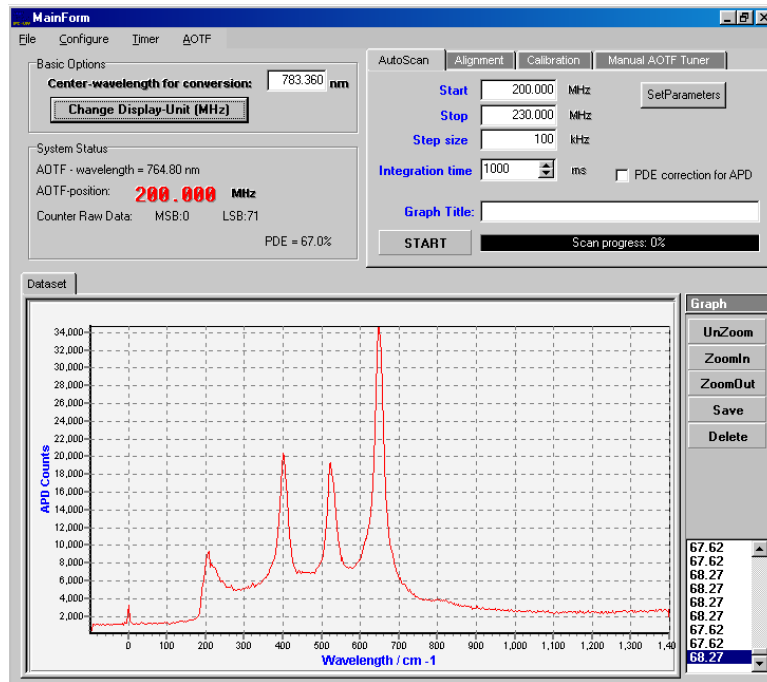 MainForm
File Configure Timer AOTF
Basic Options
Center-wavelength for conversion: 783.360 nm
Change Display-Unit (MHz)
System Status
AOTF - wavelength = 764.80 nm
AOTF-position: 200.000 MHz
Counter Raw Data: MSB:0 LSB:71
PDE = 67.0%
AutoScan Alignment Calibration Manual AOTF Tuner
Start 200.000 MHz
SetParameters
Stop 230.000 MHz
Step size 100 kHz
Integration time 1000 ms
PDE correction for APD
Graph Title:
START Scan progress: 0%
Dataset
34,000
32,000
30,000
28,000
26,000
24,000
22,000
20,000
18,000
16,000
14,000
12,000
10,000
8,000
6,000
4,000
2,000
APD Counts
0 100 200 300 400 500 600 700 800 900 1,000 1,100 1,200 1,300 1,40
Wavelength / cm -1
Graph
UnZoom
ZoomIn
ZoomOut
Save
Delete
67.62
67.62
68.27
68.27
68.27
68.27
67.62
67.62
68.27